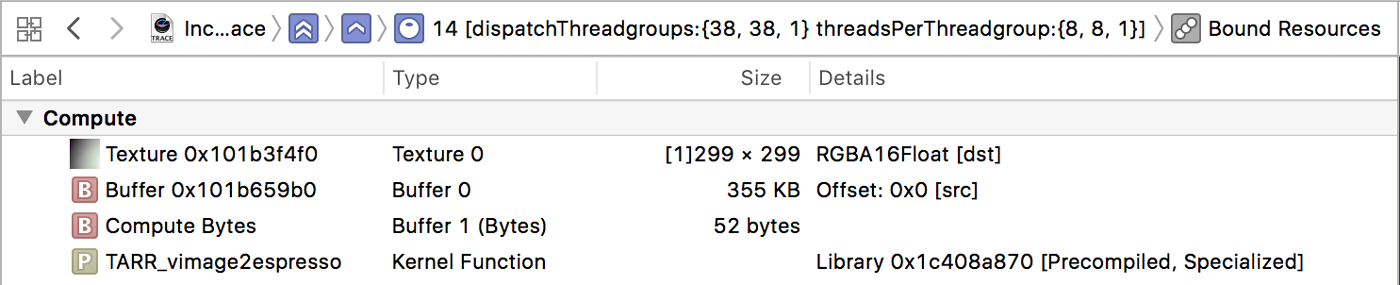 Inc...ace 14 [dispatchThreadgroups:{38, 38, 1} threadsPerThreadgroup:{8, 8, 1}] Bound Resources
Label Type Size Details
Compute
Texture 0x101b3f4f0 Texture 0 [1]299 × 299 RGBA16Float [dst]
B Buffer 0x101b659b0 Buffer 0 355 KB Offset: 0x0 [src]
B Compute Bytes Buffer 1 (Bytes) 52 bytes
P TARR_vimage2espresso Kernel Function Library 0x1c408a870 [Precompiled, Specialized]